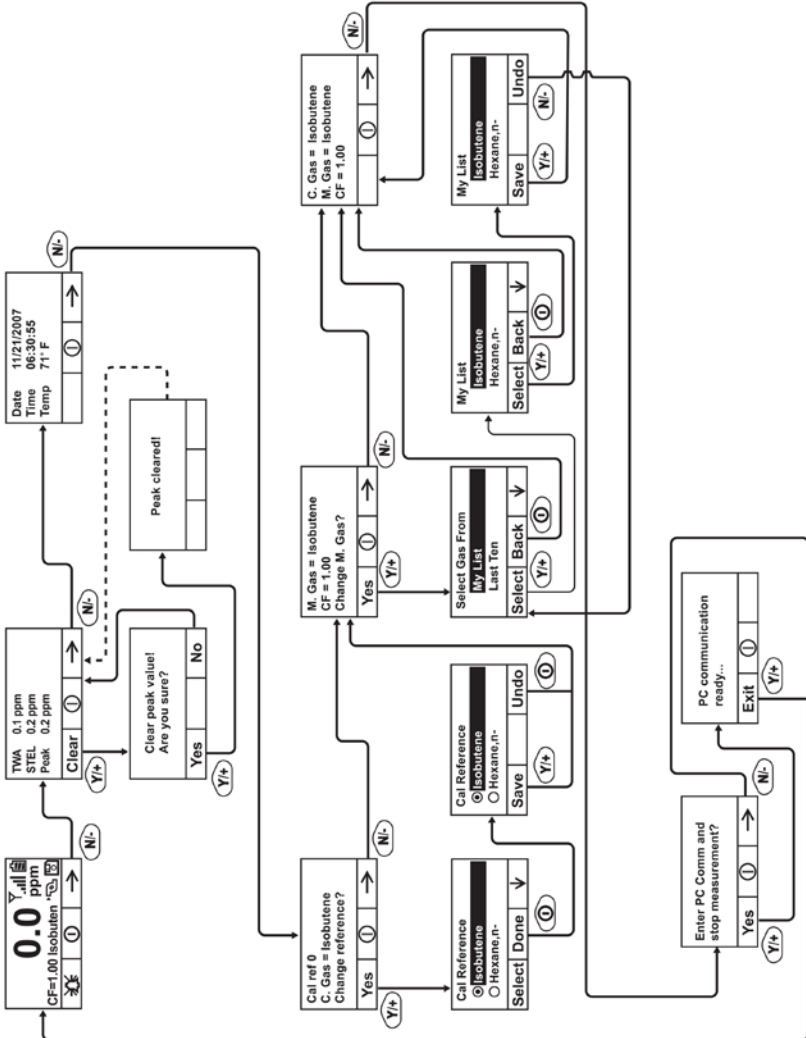 0.0 ppm
CF=1.00 Isobuten
N/-
TWA 0.1 ppm
STEL 0.2 ppm
Peak 0.2 ppm
Clear
Y/+
N/-
Clear peak value!
Are you sure?
Yes No
Y/+
Peak cleared!
Date 11/21/2007
Time 06:30:55
Temp 71° F
N/-
Cal ref 0
C. Gas = Isobutene
Change reference?
Yes
Y/+
N/-
Cal Reference
Isobutene
Hexane,n-
Select Done
Cal Reference
Isobutene
Hexane,n-
Save Undo
Y/+
M. Gas = Isobutene
CF = 1.00
Change M. Gas?
Yes
Y/+
N/-
Select Gas From
My List
Last Ten
Select Back
Y/+
My List
Isobutene
Hexane,n-
Select Back
Y/+
My List
Isobutene
Hexane,n-
Save Undo
Y/+
N/-
C. Gas = Isobutene
M. Gas = Isobutene
CF = 1.00
N/-
Enter PC Comm and
stop measurement?
Yes
Y/+
N/-
PC communication
ready...
Exit
Y/+